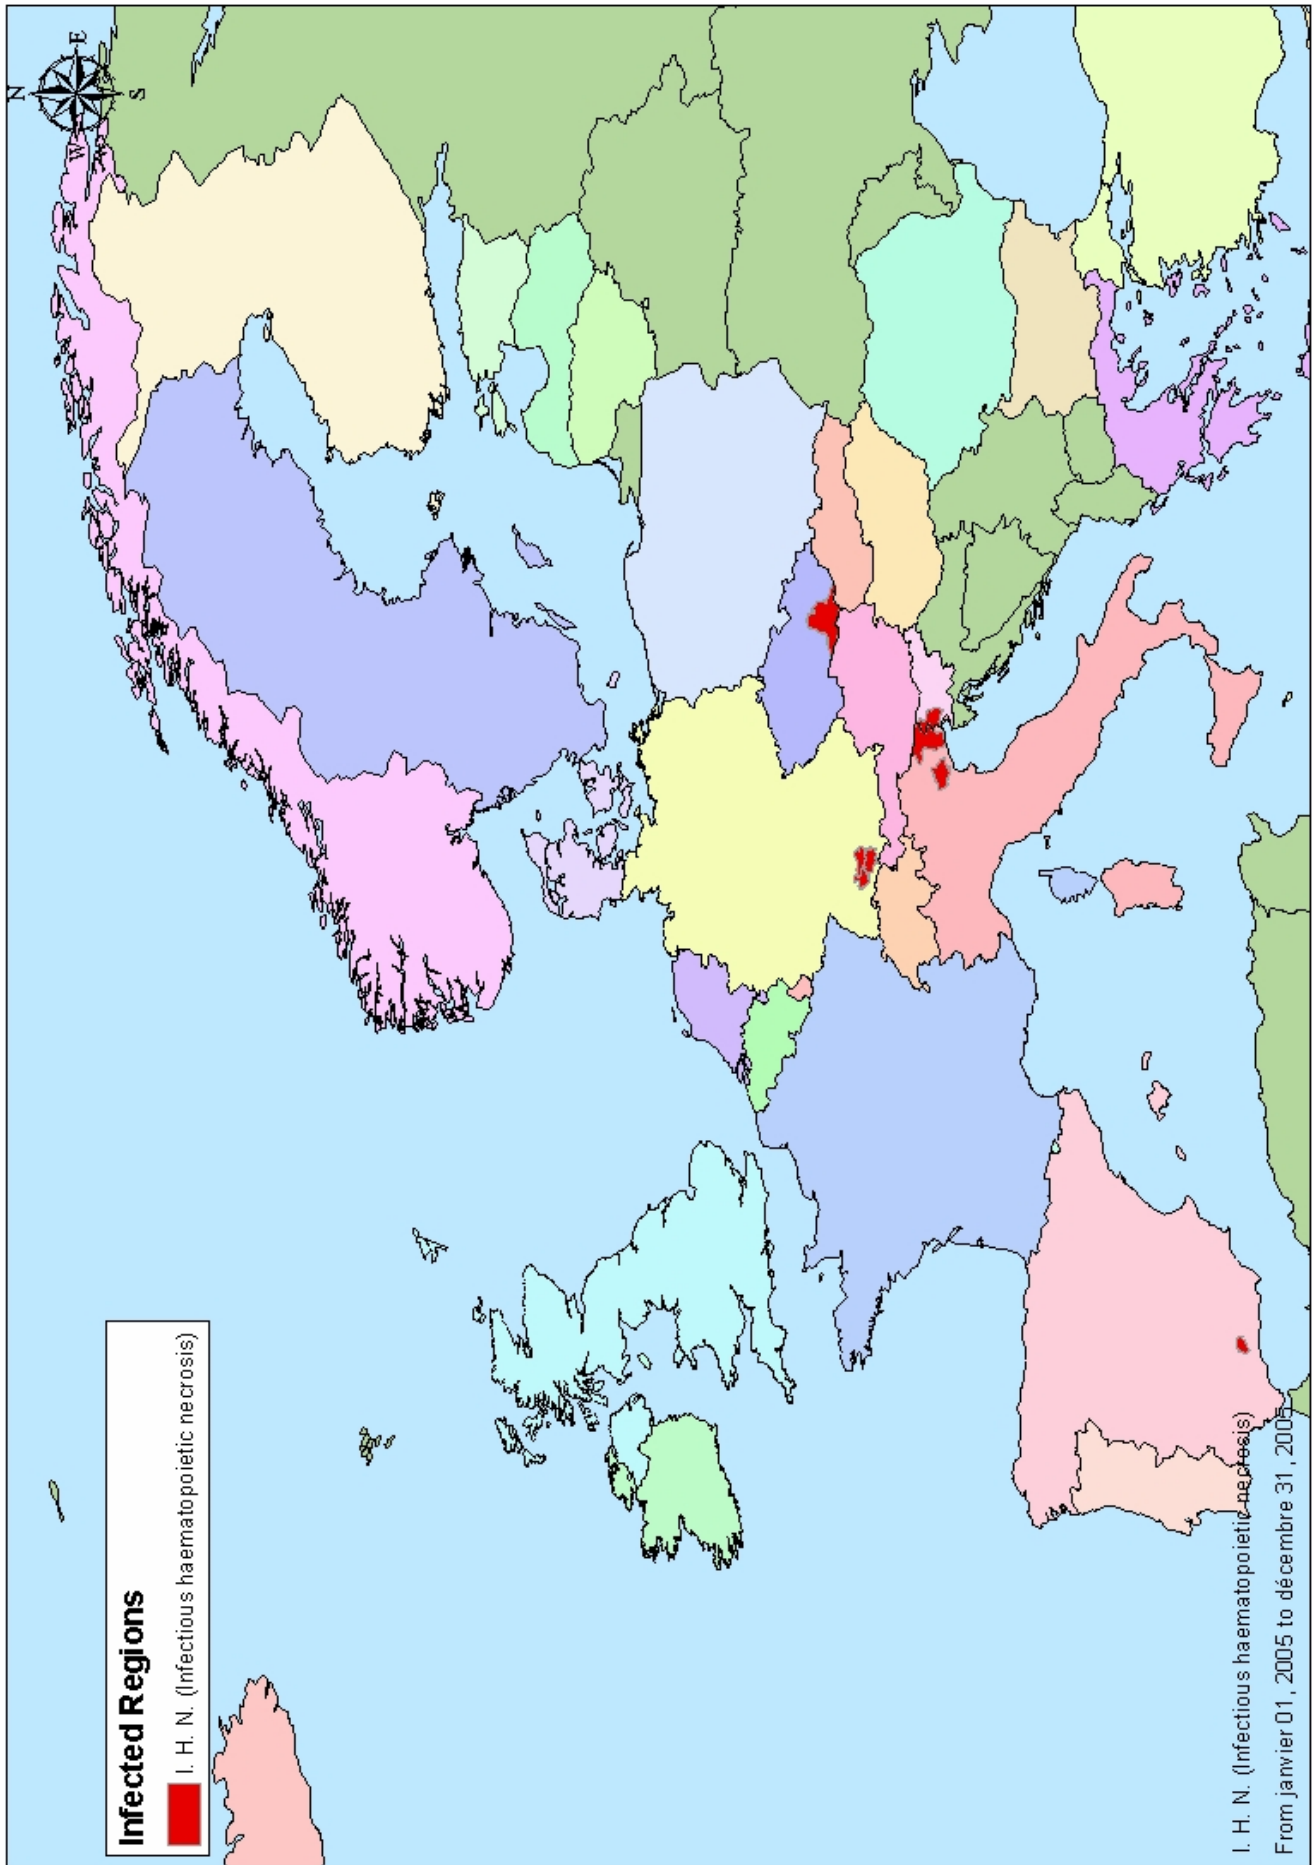 N
E
W
S
Infected Regions
I. H. N. (Infectious haematopoietic necrosis)
I. H. N. (Infectious haematopoietic necrosis)
From janvier 01, 2005 to décembre 31, 2005